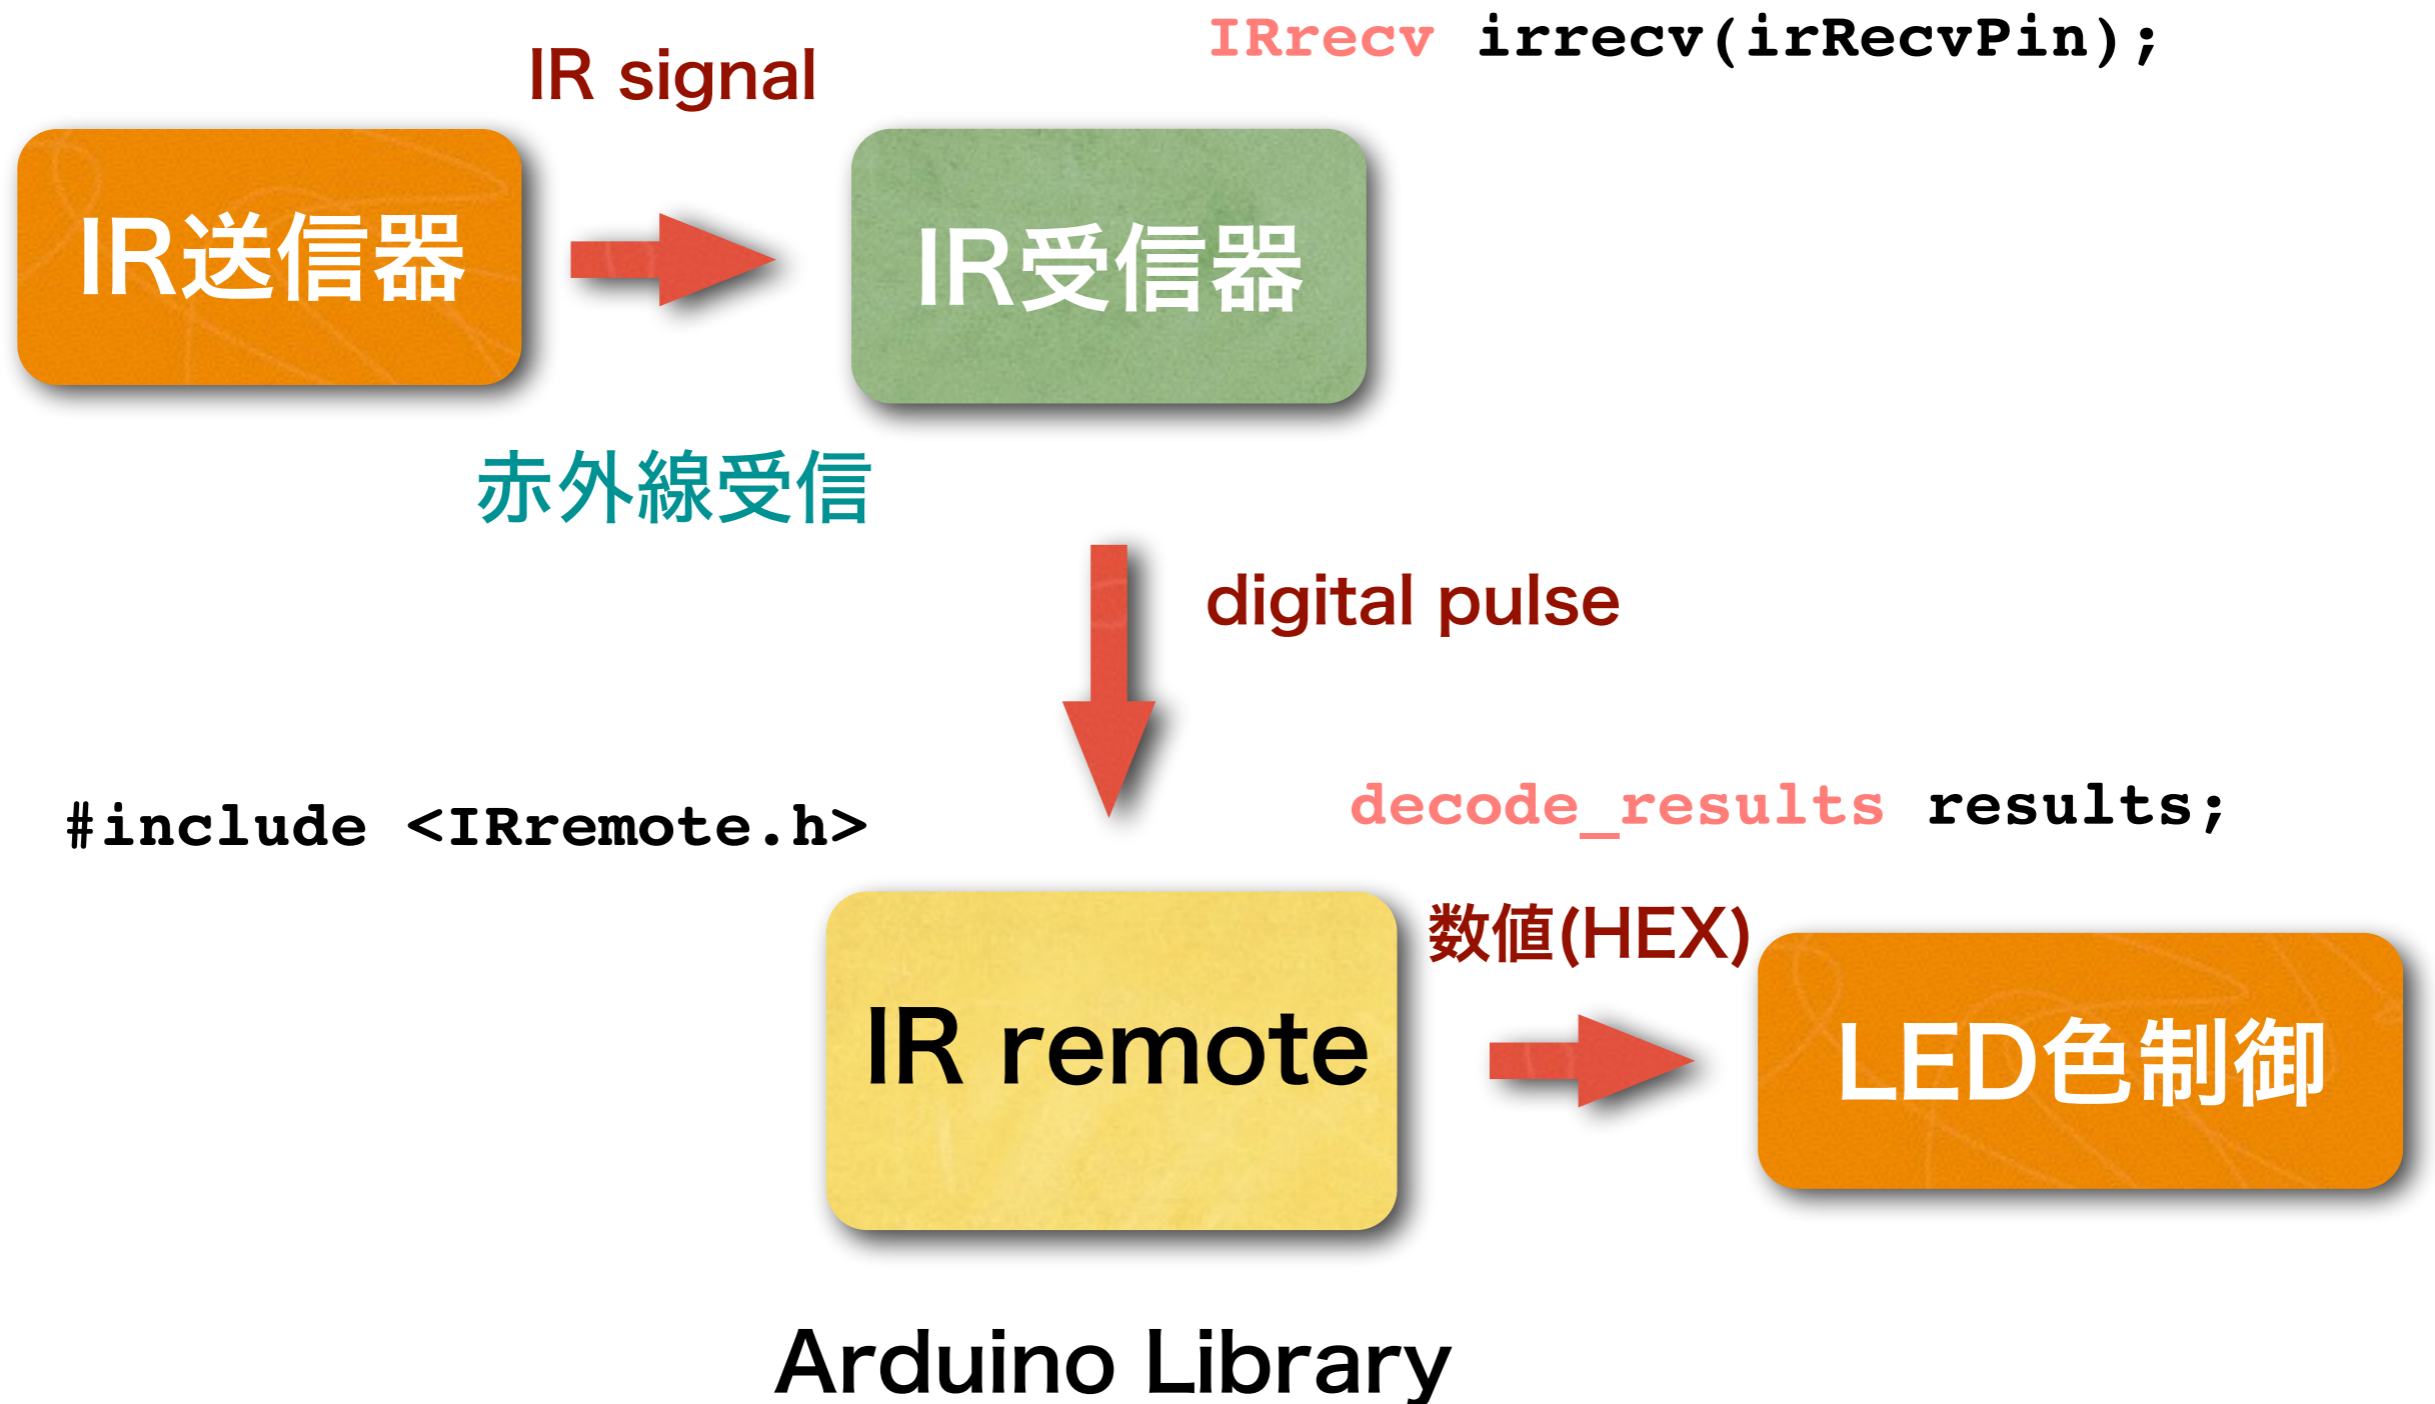 IRrecv irrecv(irRecvPin);
IR signal
IR送信器
IR受信器
赤外線受信
digital pulse
#include <IRremote.h>
decode_results results;
数値(HEX)
IR remote
LED色制御
Arduino Library